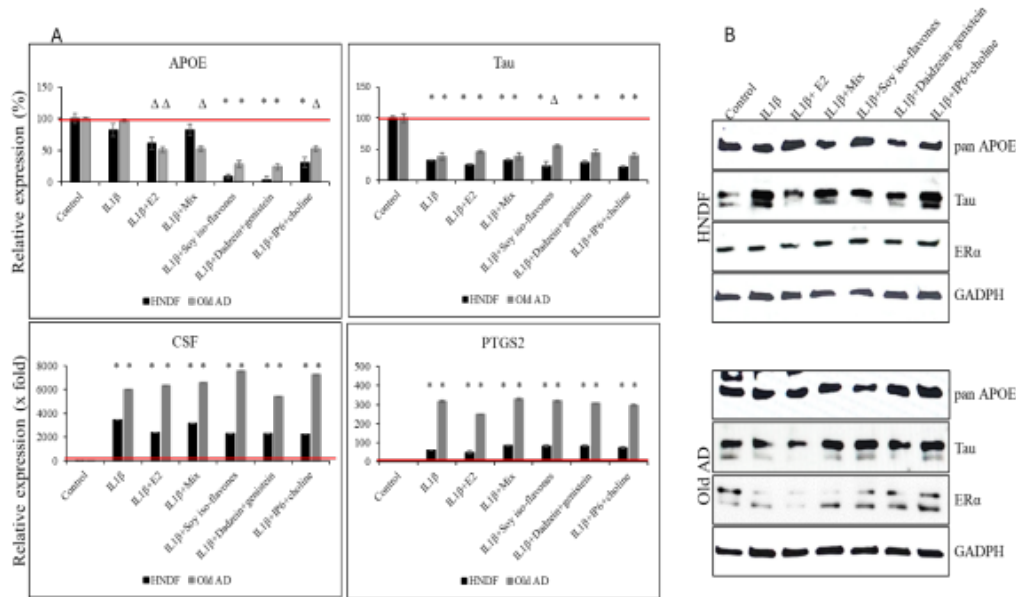 A
APOE
Relative expression (%)
150
100
50
0
Δ Δ Δ * * * * * Δ
Control
IL1β
IL1β+E2
IL1β+Mix
IL1β+Soy iso-flavones
IL1β+Dadzein+genistein
IL1β+IP6+choline
HNDF Old AD
Tau
150
100
50
0
* * * * * * * Δ * * * *
Control
IL1β
IL1β+E2
IL1β+Mix
IL1β+Soy iso-flavones
IL1β+Dadzein+genistein
IL1β+IP6+choline
HNDF Old AD
CSF
Relative expression (x fold)
8000
6000
4000
2000
0
* * * * * * * * * * * *
Control
IL1β
IL1β+E2
IL1β+Mix
IL1β+Soy iso-flavones
IL1β+Dadzein+genistein
IL1β+IP6+choline
HNDF Old AD
PTGS2
500
400
300
200
100
0
* * * * * * * * * * * *
Control
IL1β
IL1β+E2
IL1β+Mix
IL1β+Soy iso-flavones
IL1β+Dadzein+genistein
IL1β+IP6+choline
HNDF Old AD
B
Control
IL1β
IL1β+ E2
IL1β+Mix
IL1β+Soy iso-flavones
IL1β+Daidzein+genistein
IL1β+IP6+choline
HNDF
pan APOE
Tau
ERα
GADPH
Old AD
pan APOE
Tau
ERα
GADPH